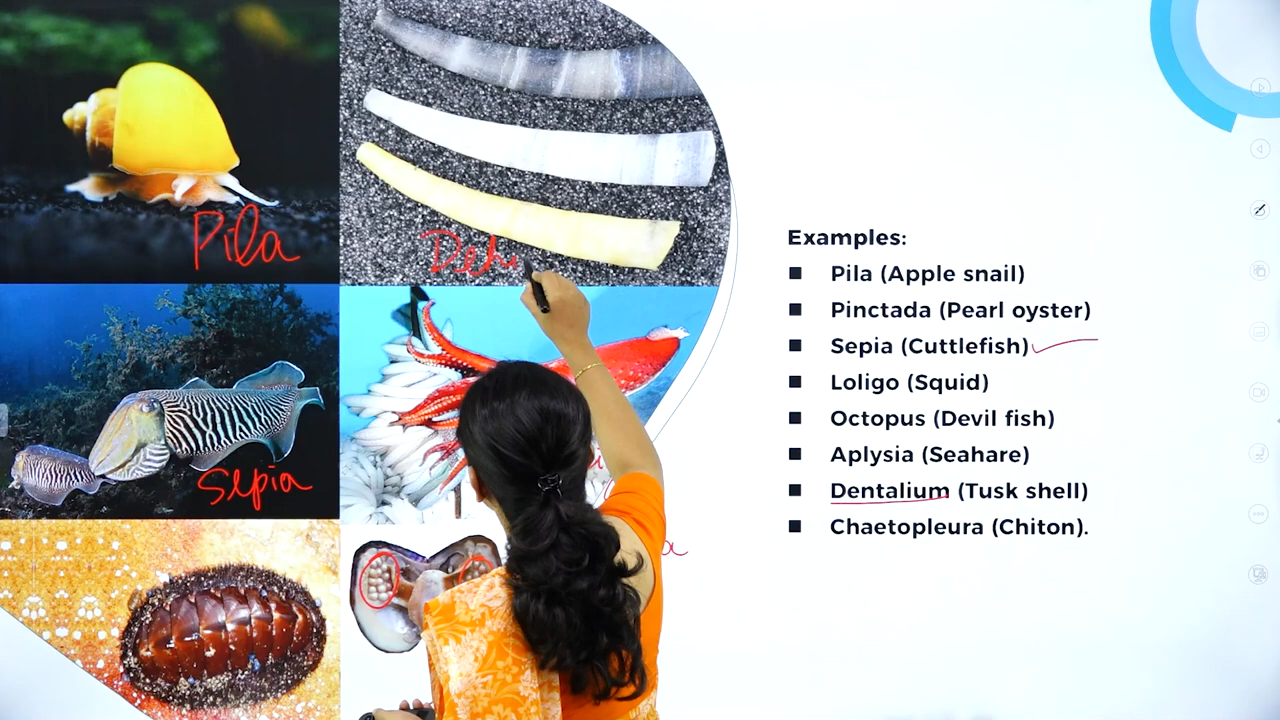 Pila
Sepia
Examples:
■ Pila (Apple snail)
■ Pinctada (Pearl oyster)
■ Sepia (Cuttlefish)
■ Loligo (Squid)
■ Octopus (Devil fish)
■ Aplysia (Seahare)
■ Dentalium (Tusk shell)
■ Chaetopleura (Chiton).